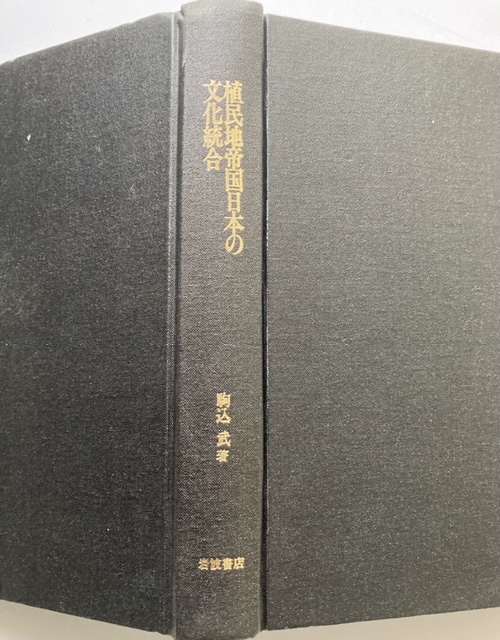 植民地帝国日本の
文化統合
駒込 武 著
岩波書店